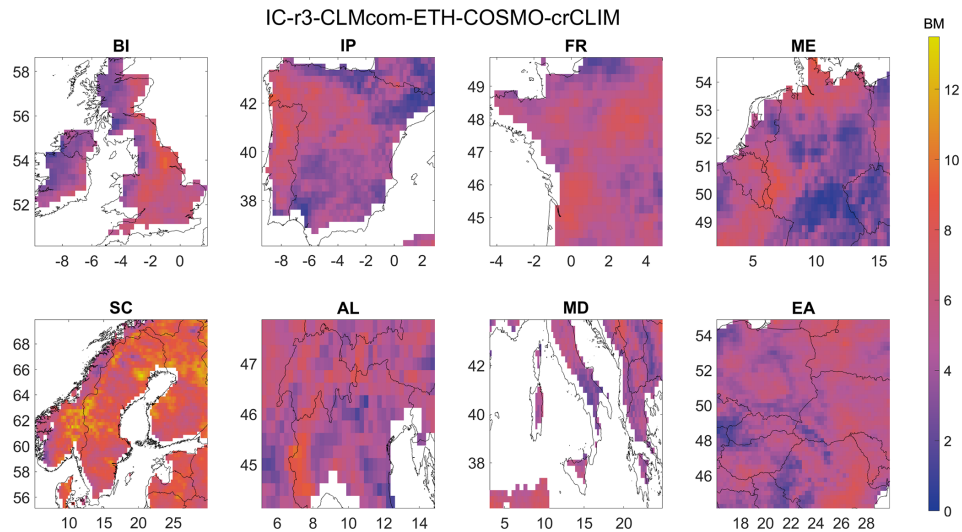 IC-r3-CLMcom-ETH-COSMO-crCLIM
BM
BI
IP
FR
ME
58
56
54
52
-8 -6 -4 -2 0
42
40
38
-8 -6 -4 -2 0 2
49
48
47
46
45
-4 -2 0 2 4
54
53
52
51
50
49
5 10 15
SC
AL
MD
EA
68
66
64
62
60
58
56
10 15 20 25
47
46
45
6 8 10 12 14
42
40
38
5 10 15 20
54
52
50
48
46
16 18 20 22 24 26 28
12
10
8
6
4
2
0